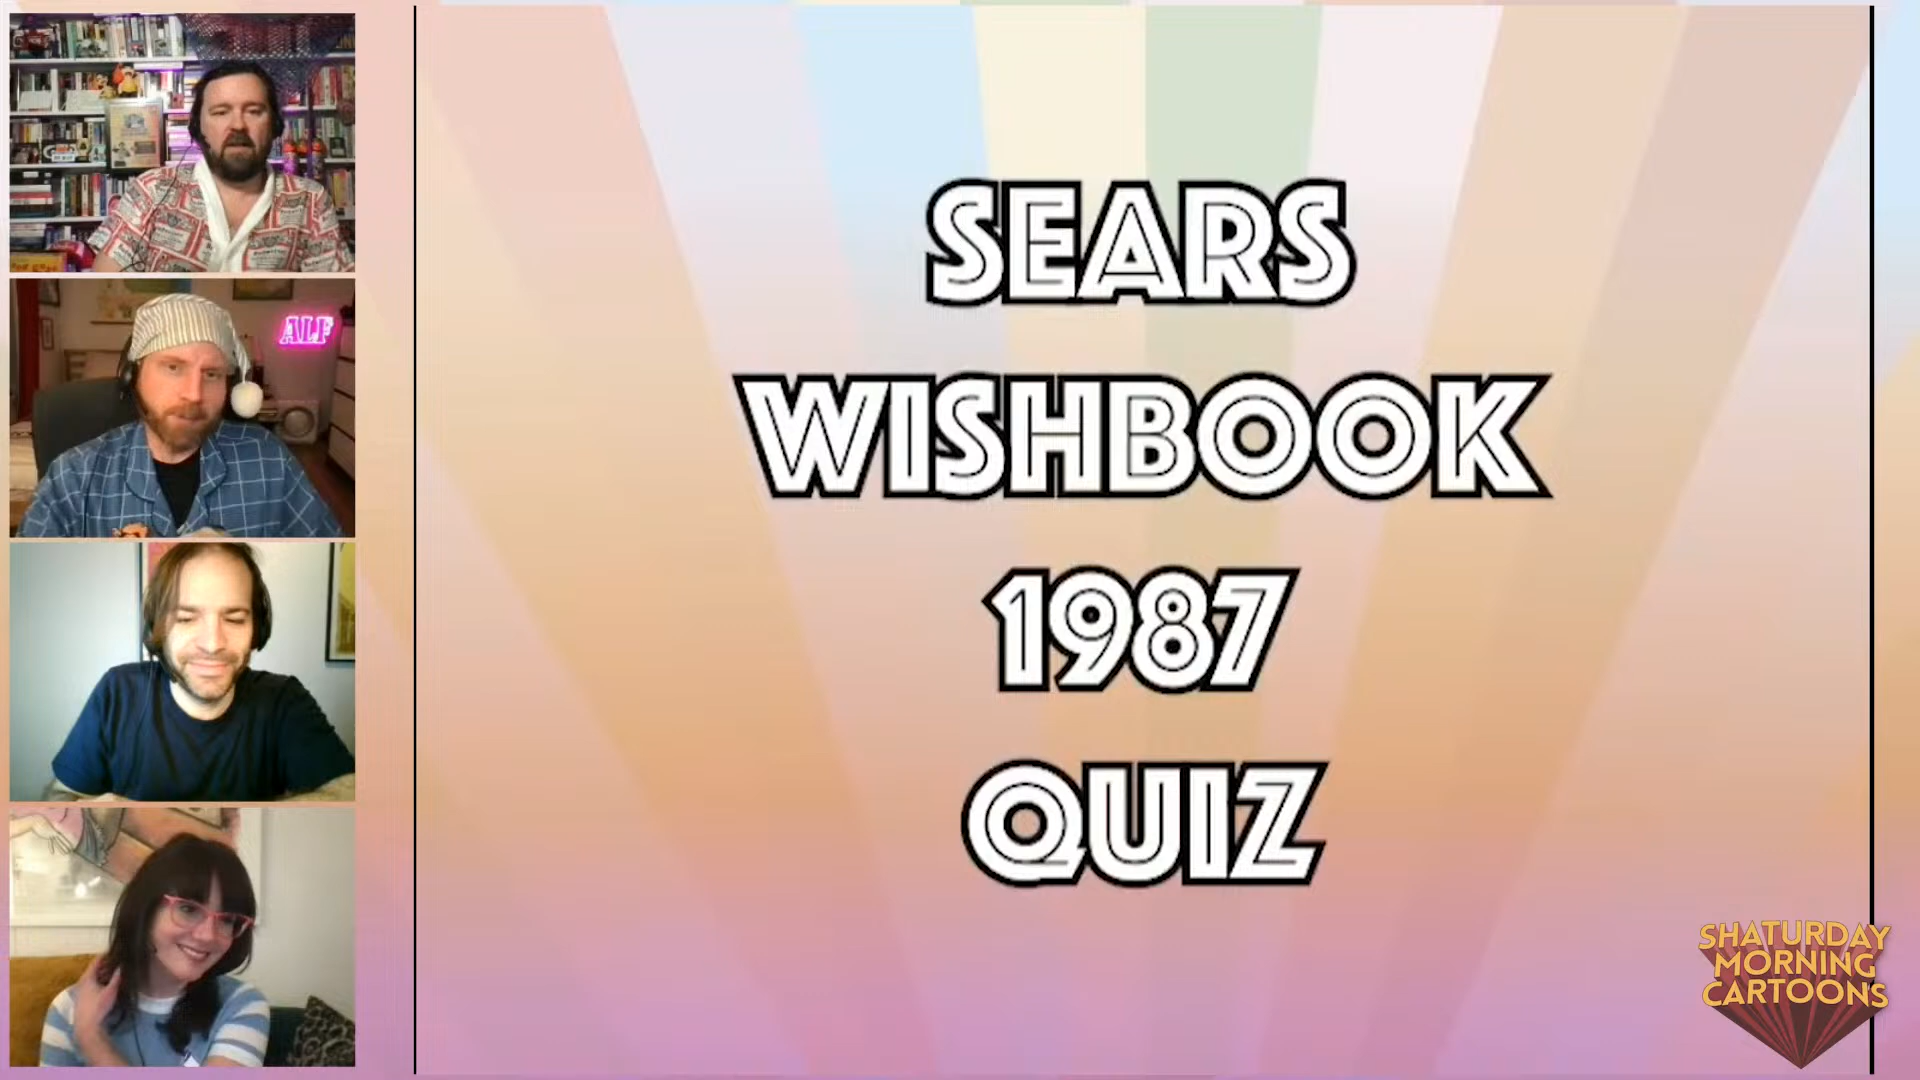 ALF
SEARS
WISHBOOK
1987
QUIZ
SHATURDAY
MORNING
CARTOONS